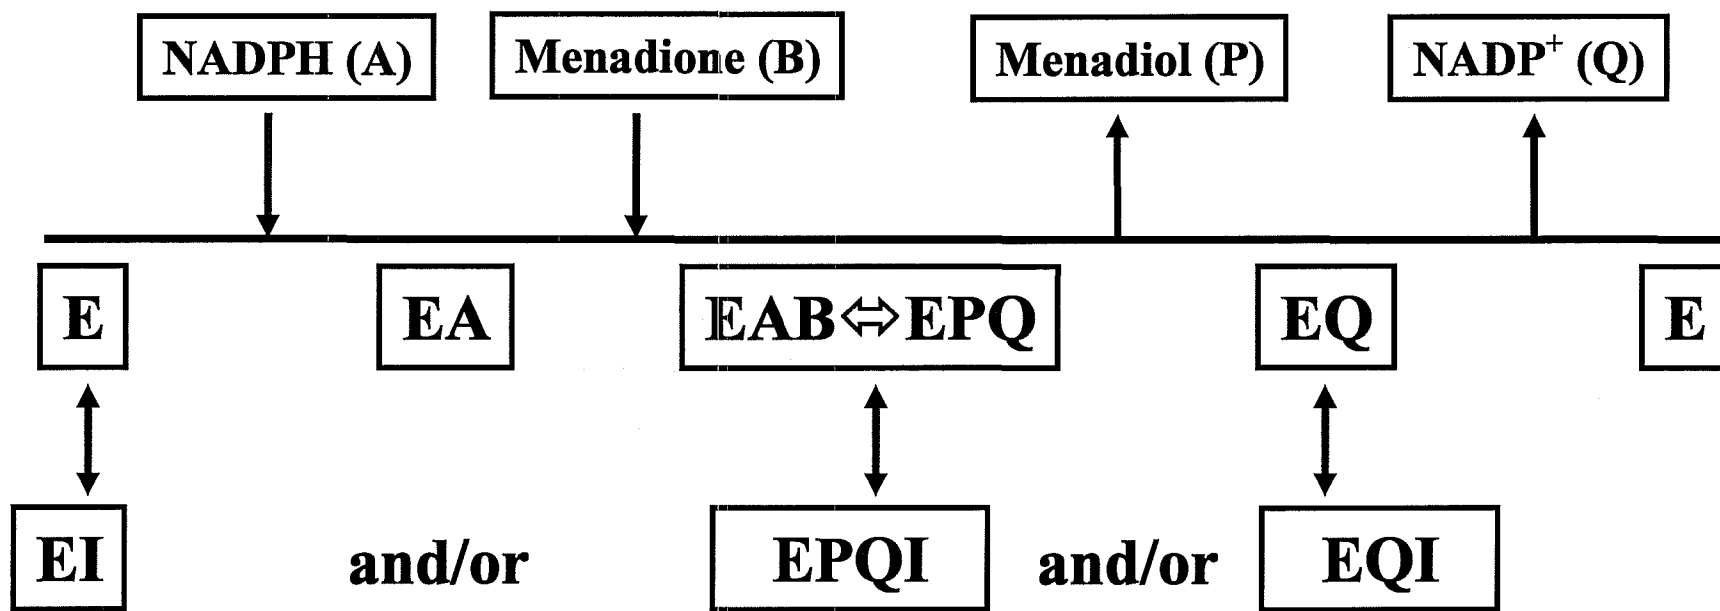 NADPH (A) Menadione (B) Menadiol (P) NADP⁺ (Q)
E EA EAB⇔EPQ EQ E
EI and/or EPQI and/or EQI